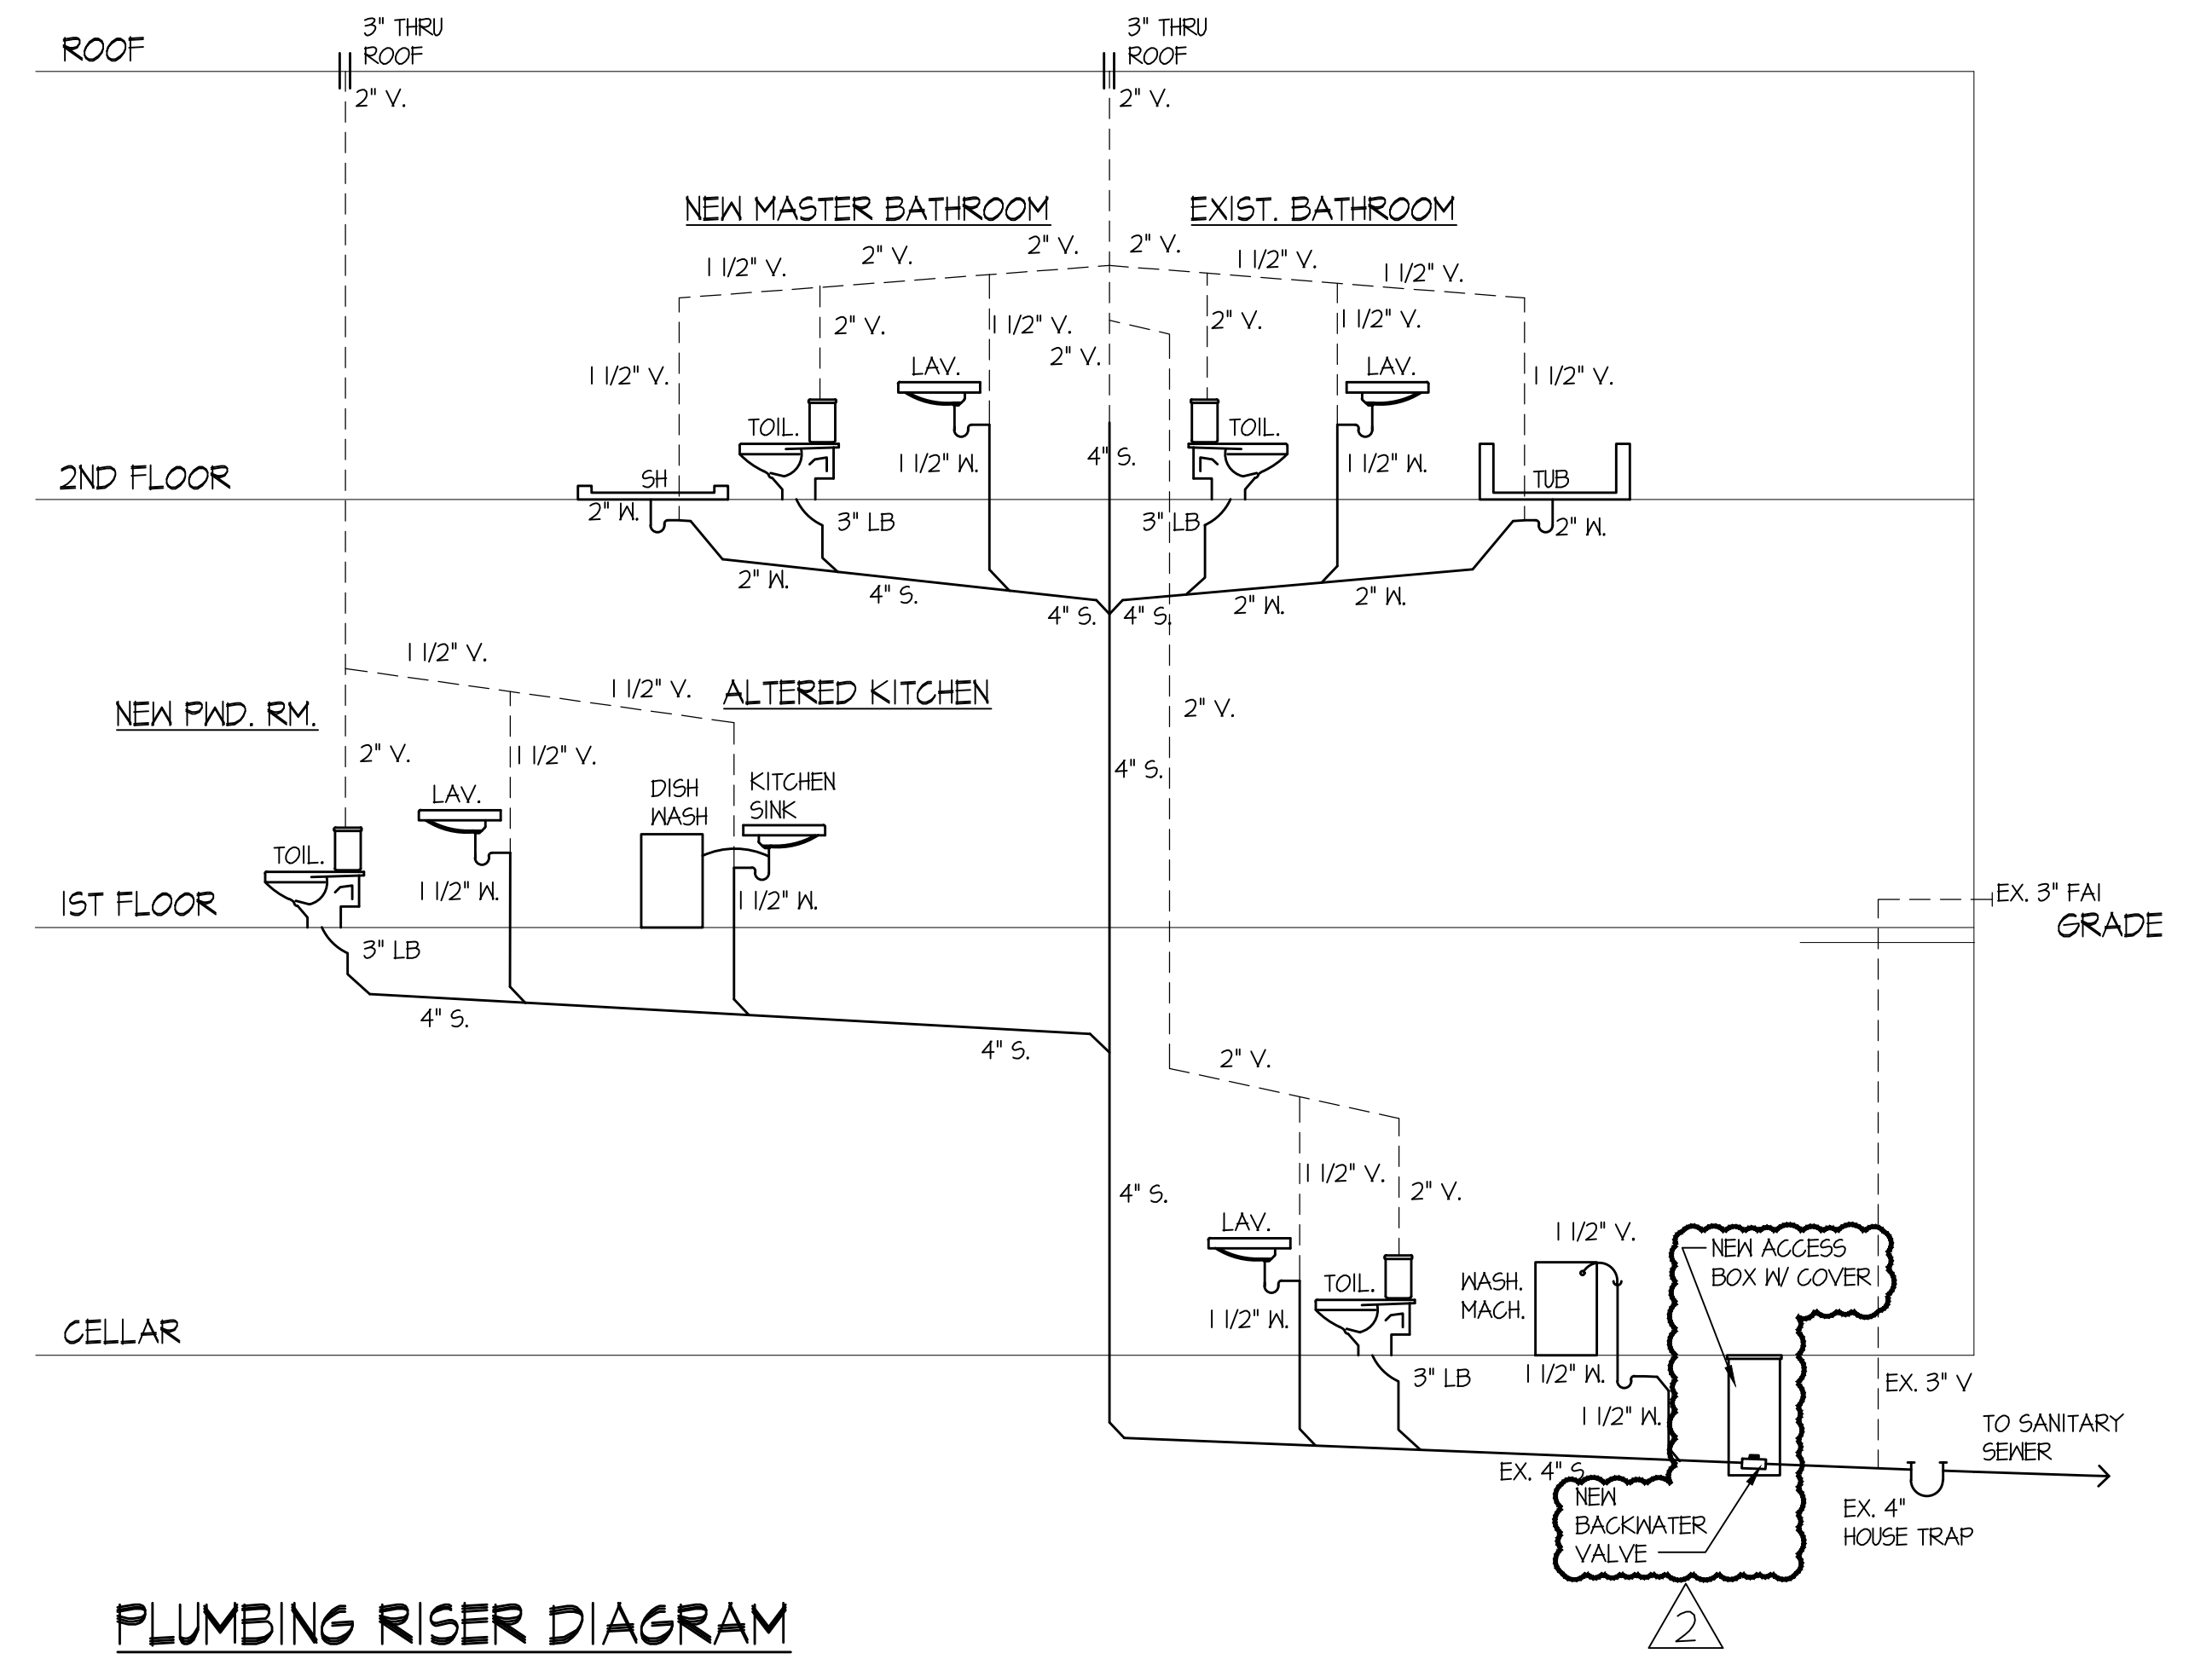 3" THRU
ROOF
3" THRU
ROOF
ROOF
2" V.
2" V.
NEW MASTER BATHROOM
EXIST. BATHROOM
2" V.
2" V.
2" V.
1 1/2" V.
1 1/2" V.
1 1/2" V.
2" V.
1 1/2" V.
2" V.
1 1/2" V.
2" V.
1 1/2" V.
1 1/2" V.
LAV.
LAV.
TOIL.
TOIL.
4" S.
1 1/2" W.
1 1/2" W.
2ND FLOOR
SH
TUB
2" W.
3" LB
3" LB
2" W.
2" W.
4" S.
4" S.
4" S.
2" W.
2" W.
1 1/2" V.
1 1/2" V.
ALTERED KITCHEN
NEW PWD. RM.
2" V.
2" V.
1 1/2" V.
4" S.
LAV.
DISH
WASH
KITCHEN
SINK
TOIL.
1 1/2" W.
1 1/2" W.
1ST FLOOR
EX. 3" FAI
GRADE
3" LB
4" S.
4" S.
2" V.
1 1/2" V.
2" V.
4" S.
LAV.
TOIL.
1 1/2" W.
WASH.
MACH.
1 1/2" V.
NEW ACCESS
BOX W/ COVER
CELLAR
3" LB
1 1/2" W.
1 1/2" W.
EX. 3" V
TO SANITARY
SEWER
EX. 4" S.
NEW
BACKWATER
VALVE
EX. 4"
HOUSE TRAP
2
PLUMBING RISER DIAGRAM